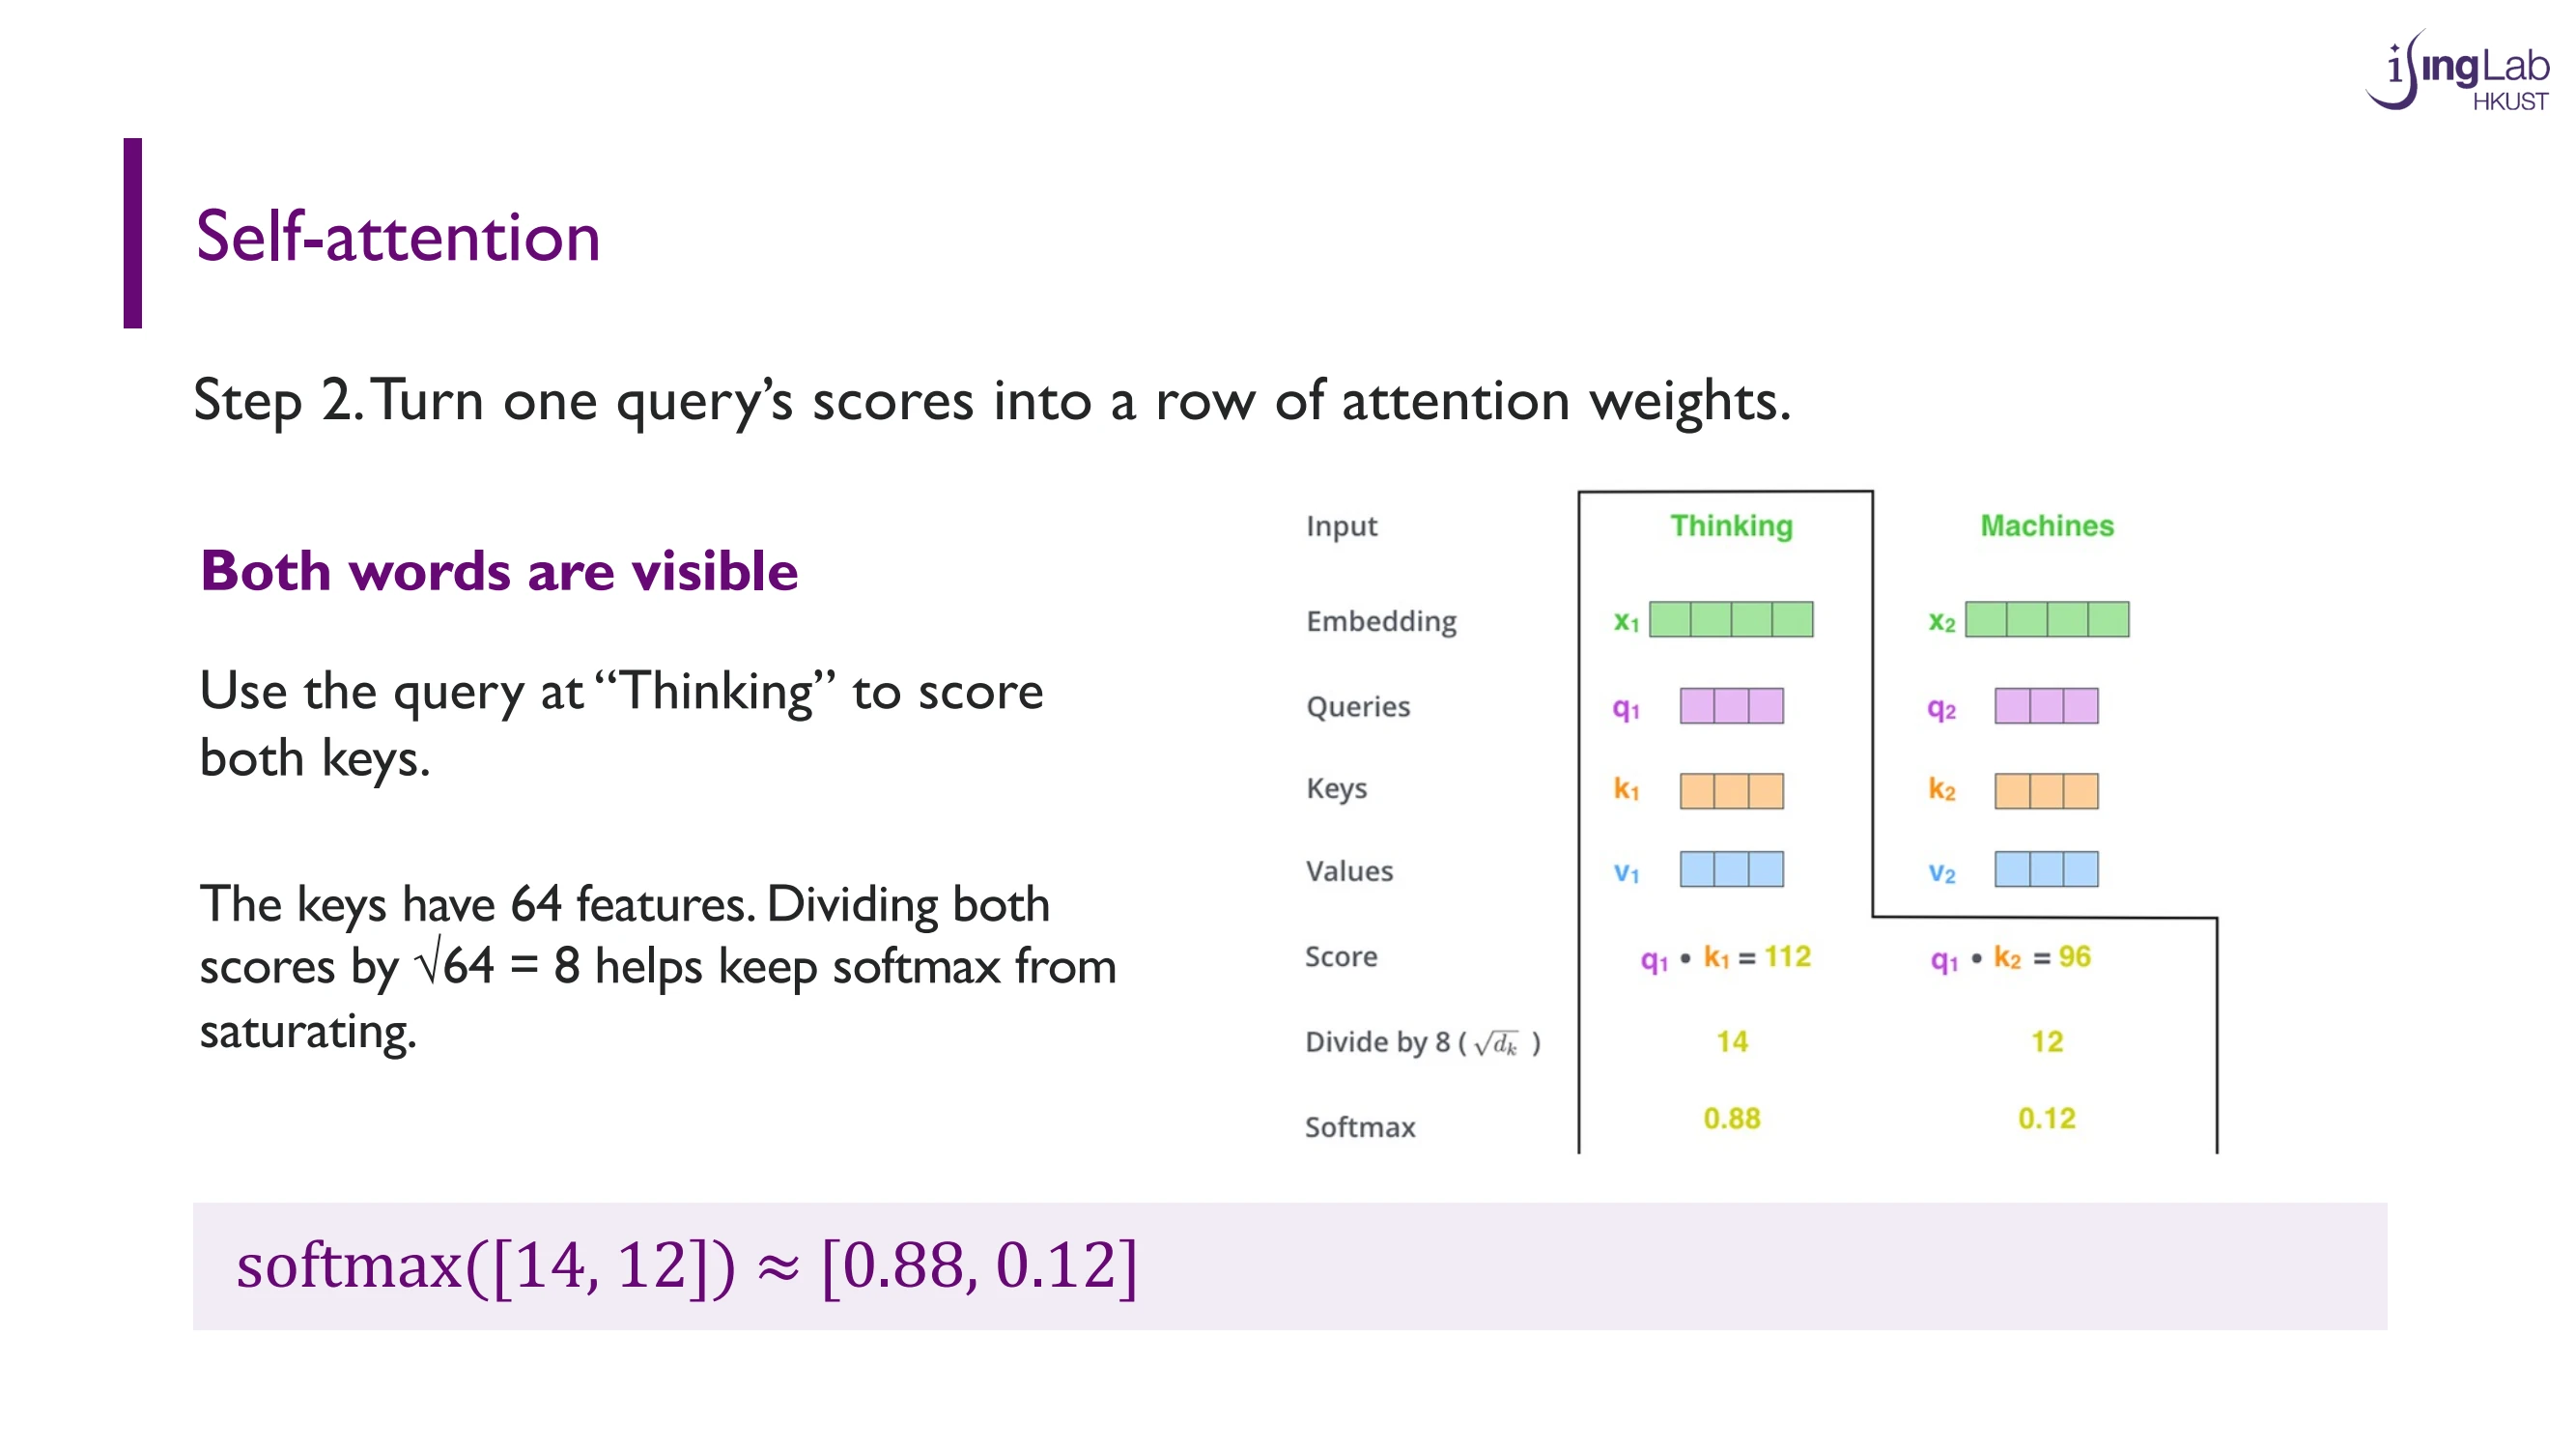 iSingLab
HKUST
Self-attention
Step 2. Turn one query’s scores into a row of attention weights.
Both words are visible
Use the query at “Thinking” to score
both keys.
The keys have 64 features. Dividing both
scores by √64 = 8 helps keep softmax from
saturating.
Input Thinking Machines
Embedding x₁ x₂
Queries q₁ q₂
Keys k₁ k₂
Values v₁ v₂
Score q₁ • k₁ = 112 q₁ • k₂ = 96
Divide by 8 ( √dₖ ) 14 12
Softmax 0.88 0.12
softmax([14, 12]) ≈ [0.88, 0.12]